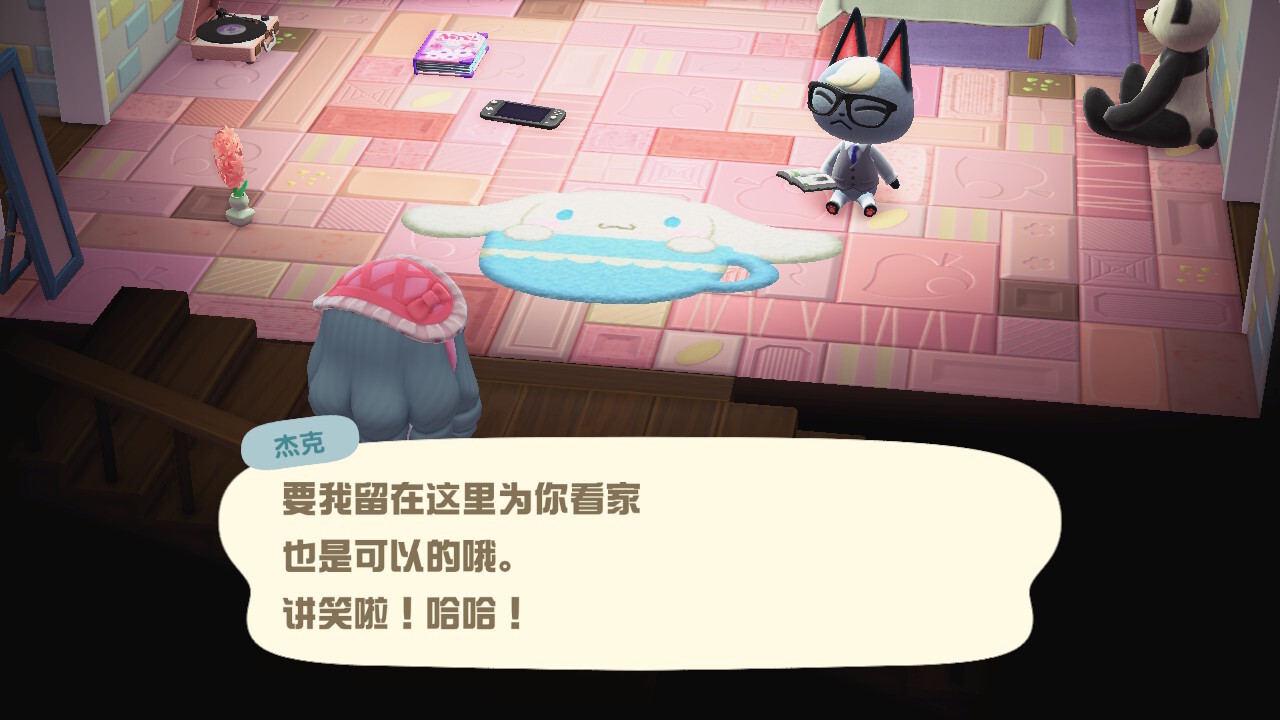 杰克
要我留在这里为你看家
也是可以的哦。
讲笑啦！哈哈！